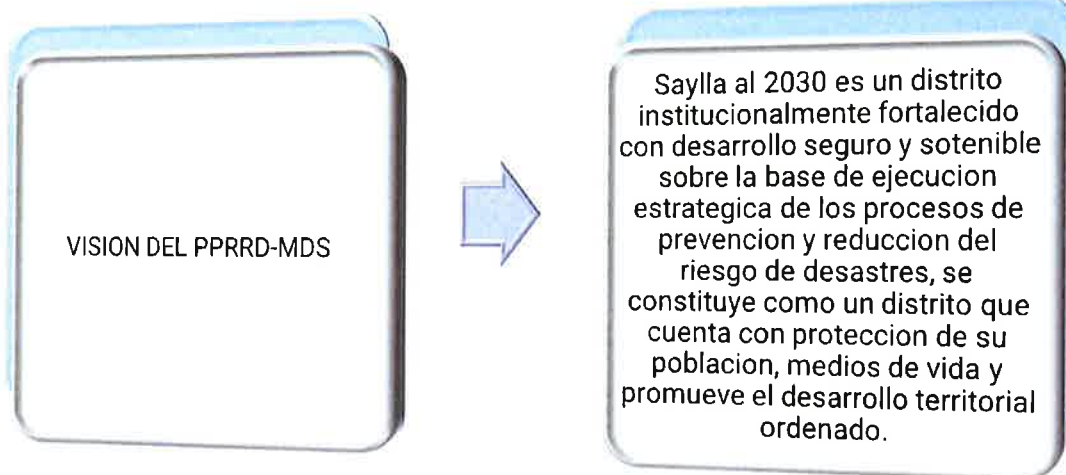 VISION DEL PPRRD-MDS
Saylla al 2030 es un distrito
institucionalmente fortalecido
con desarrollo seguro y sotenible
sobre la base de ejecucion
estrategica de los procesos de
prevencion y reduccion del
riesgo de desastres, se
constituye como un distrito que
cuenta con proteccion de su
poblacion, medios de vida y
promueve el desarrollo territorial
ordenado.